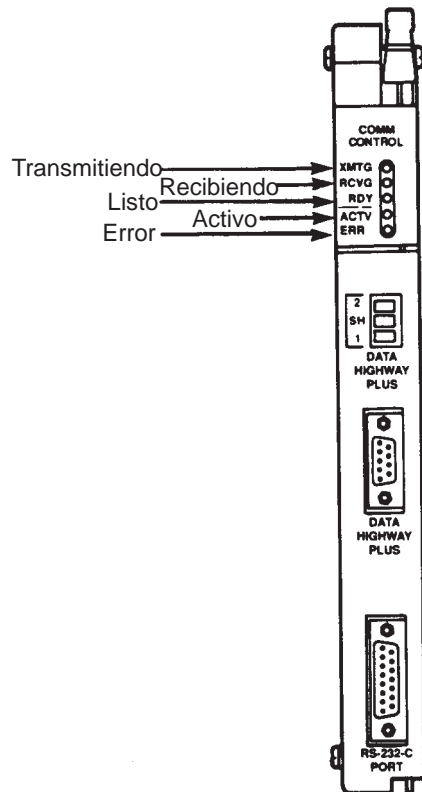 COMM
CONTROL
Transmitiendo
XMTG
Recibiendo
RCVG
Listo
RDY
Activo
ACTV
Error
ERR
2
SH
1
DATA
HIGHWAY
PLUS
DATA
HIGHWAY
PLUS
RS-232-C
PORT